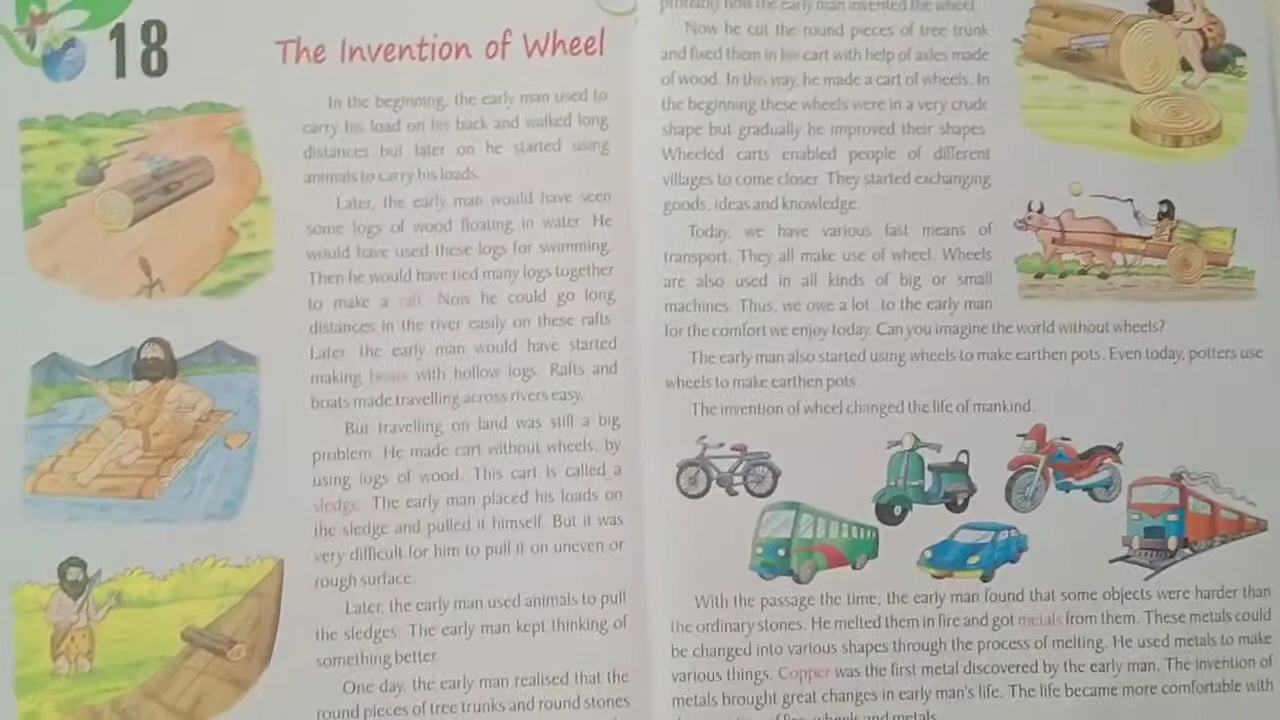 18
The Invention of Wheel
In the beginning, the early man used to
carry his load on his back and walked long
distances but later on he started using
animals to carry his loads.
Later, the early man would have seen
some logs of wood floating in water. He
would have used these logs for swimming.
Then he would have tied many logs together
to make a raft. Now he could go long
distances in the river easily on these rafts
Later the early man would have started
making boats with hollow logs. Rafts and
boats made travelling across rivers easy.
But travelling on land was still a big
problem. He made cart without wheels, by
using logs of wood. This cart is called a
sledge. The early man placed his loads on
the sledge and pulled it himself. But it was
very difficult for him to pull it on uneven or
rough surface.
Later, the early man used animals to pull
the sledges. The early man kept thinking of
something better.
One day, the early man realised that the
round pieces of tree trunks and round stones
probably how the early man invented the wheel
Now he cut the round pieces of tree trunk
and fixed them in his cart with help of axles made
of wood. In this way, he made a cart of wheels. In
the beginning these wheels were in a very crude
shape but gradually he improved their shapes
Wheeled carts enabled people of different
villages to come closer. They started exchanging
goods, ideas and knowledge.
Today, we have various fast means of
transport. They all make use of wheel. Wheels
are also used in all kinds of big or small
machines. Thus, we owe a lot to the early man
for the comfort we enjoy today. Can you imagine the world without wheels?
The early man also started using wheels to make earthen pots. Even today, potters use
wheels to make earthen pots.
The invention of wheel changed the life of mankind.
With the passage the time, the early man found that some objects were harder than
the ordinary stones. He melted them in fire and got metals from them. These metals could
be changed into various shapes through the process of melting. He used metals to make
various things. Copper was the first metal discovered by the early man. The invention of
metals brought great changes in early man's life. The life became more comfortable with
wheels and metals